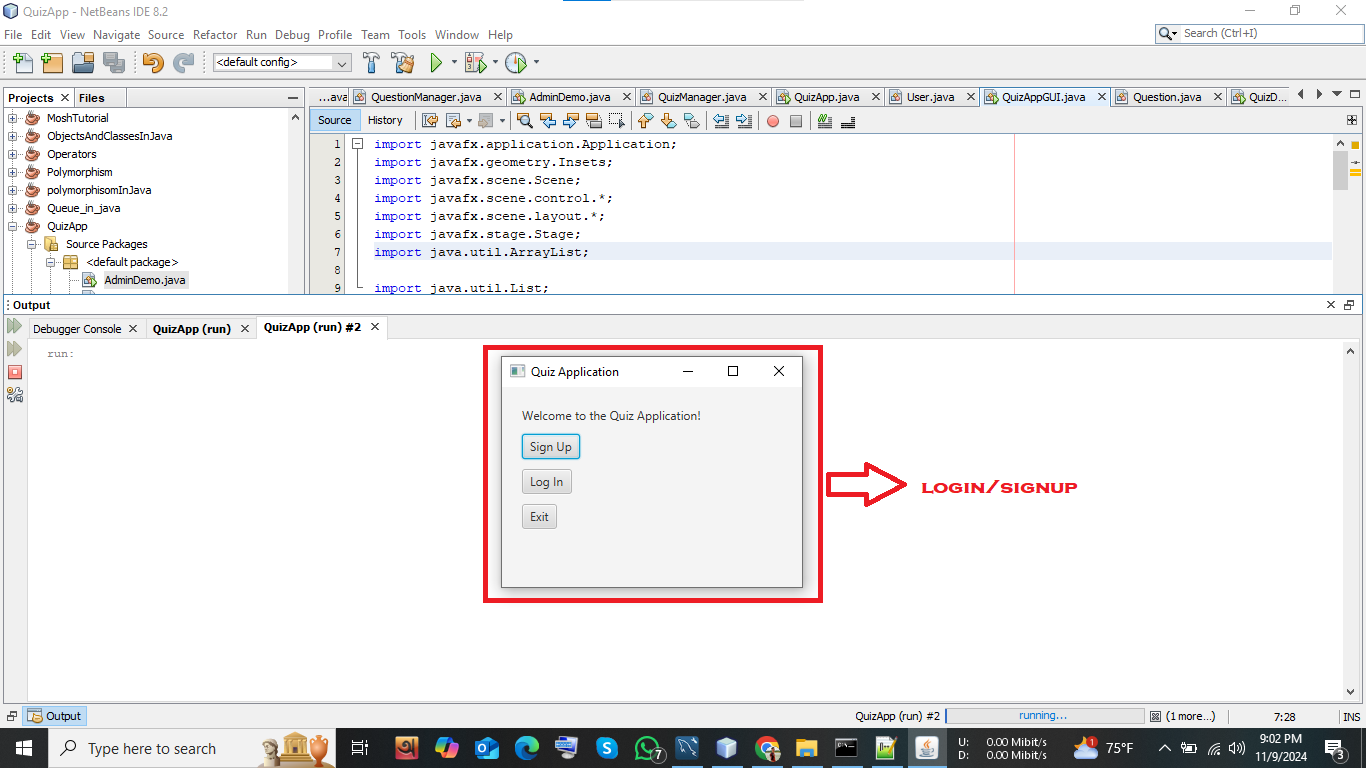 QuizApp - NetBeans IDE 8.2
File Edit View Navigate Source Refactor Run Debug Profile Team Tools Window Help
Search (Ctrl+I)
<default config>
Projects Files
...ava QuestionManager.java AdminDemo.java QuizManager.java QuizApp.java User.java QuizAppGUI.java Question.java QuizD...
MoshTutorial
ObjectsAndClassesInJava
Operators
Polymorphism
polymorphisomInJava
Queue_in_java
QuizApp
Source Packages
<default package>
AdminDemo.java
Source History
1 import javafx.application.Application;
2 import javafx.geometry.Insets;
3 import javafx.scene.Scene;
4 import javafx.scene.control.*;
5 import javafx.scene.layout.*;
6 import javafx.stage.Stage;
7 import java.util.ArrayList;
8
9 import java.util.List;
Output
Debugger Console QuizApp (run) QuizApp (run) #2
run:
Quiz Application
Welcome to the Quiz Application!
Sign Up
Log In
Exit
LOGIN/SIGNUP
Output
QuizApp (run) #2 running... (1 more...) 7:28 INS
Type here to search
7
U: 0.00 Mibit/s
D: 0.00 Mibit/s
1
75°F
9:02 PM
11/9/2024
3